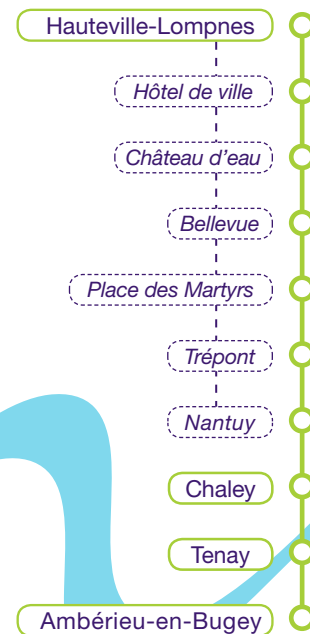 Hauteville-Lompnes
Hôtel de ville
Château d’eau
Bellevue
Place des Martyrs
Trépont
Nantuy
Chaley
Tenay
Ambérieu-en-Bugey